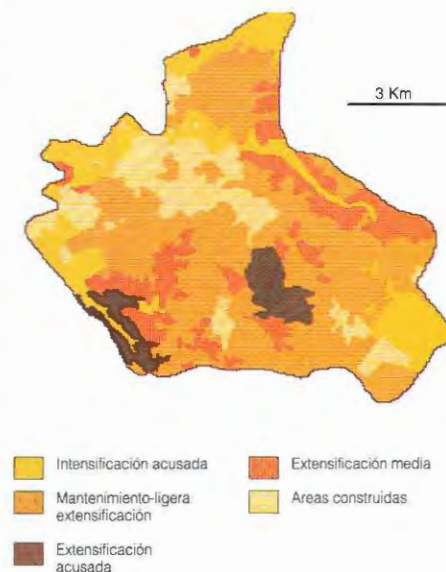 3 Km
Intensificación acusada
Mantenimiento-ligera
extensificación
Extensificación
acusada
Extensificación media
Areas construidas